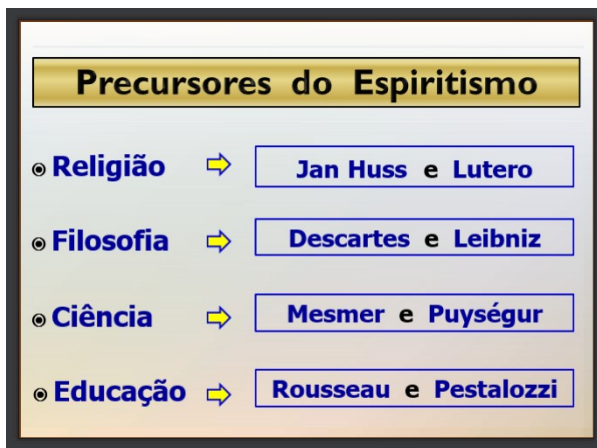 Precursores do Espiritismo
Religião Jan Huss e Lutero
Filosofia Descartes e Leibniz
Ciência Mesmer e Puységur
Educação Rousseau e Pestalozzi